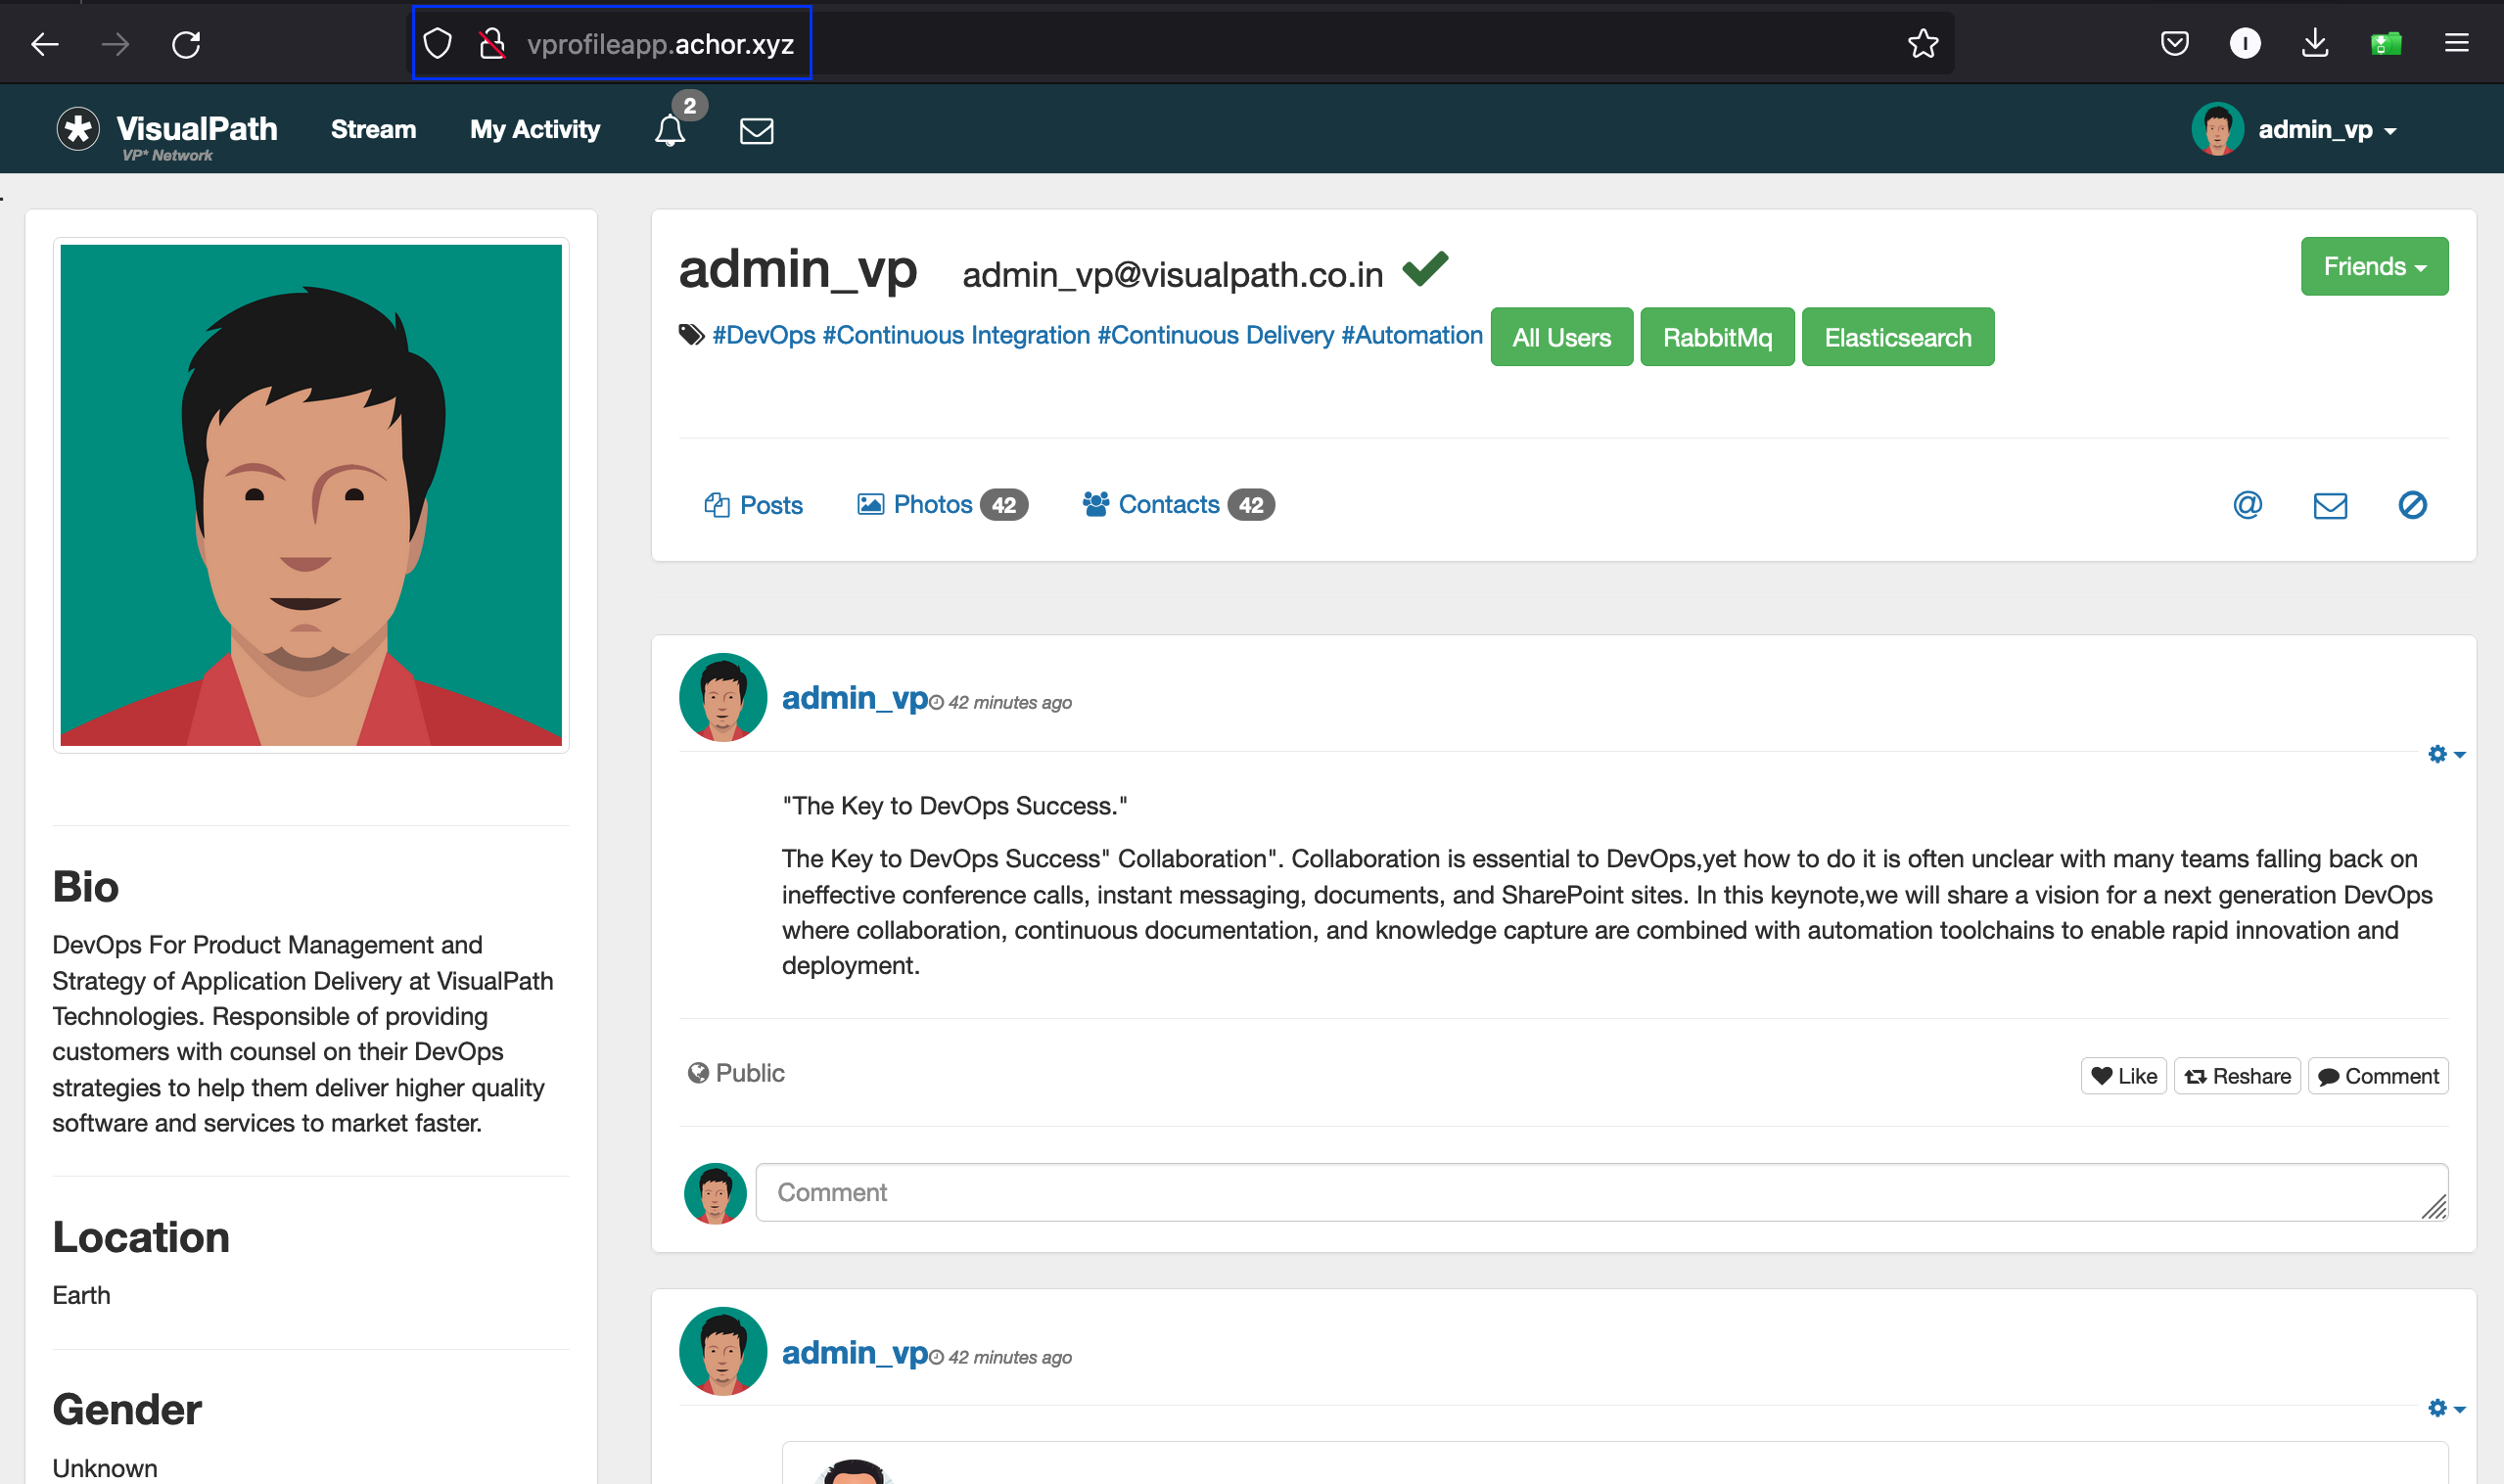 vprofileapp.achor.xyz
I
VisualPath
VP* Network
Stream
My Activity
2
admin_vp
admin_vp
admin_vp@visualpath.co.in
Friends
#DevOps #Continuous Integration #Continuous Delivery #Automation
All Users
RabbitMq
Elasticsearch
Posts
Photos 42
Contacts 42
@
Bio
DevOps For Product Management and
Strategy of Application Delivery at VisualPath
Technologies. Responsible of providing
customers with counsel on their DevOps
strategies to help them deliver higher quality
software and services to market faster.
Location
Earth
Gender
Unknown
admin_vp 42 minutes ago
"The Key to DevOps Success."
The Key to DevOps Success" Collaboration". Collaboration is essential to DevOps,yet how to do it is often unclear with many teams falling back on
ineffective conference calls, instant messaging, documents, and SharePoint sites. In this keynote,we will share a vision for a next generation DevOps
where collaboration, continuous documentation, and knowledge capture are combined with automation toolchains to enable rapid innovation and
deployment.
Public
Like
Reshare
Comment
Comment
admin_vp 42 minutes ago